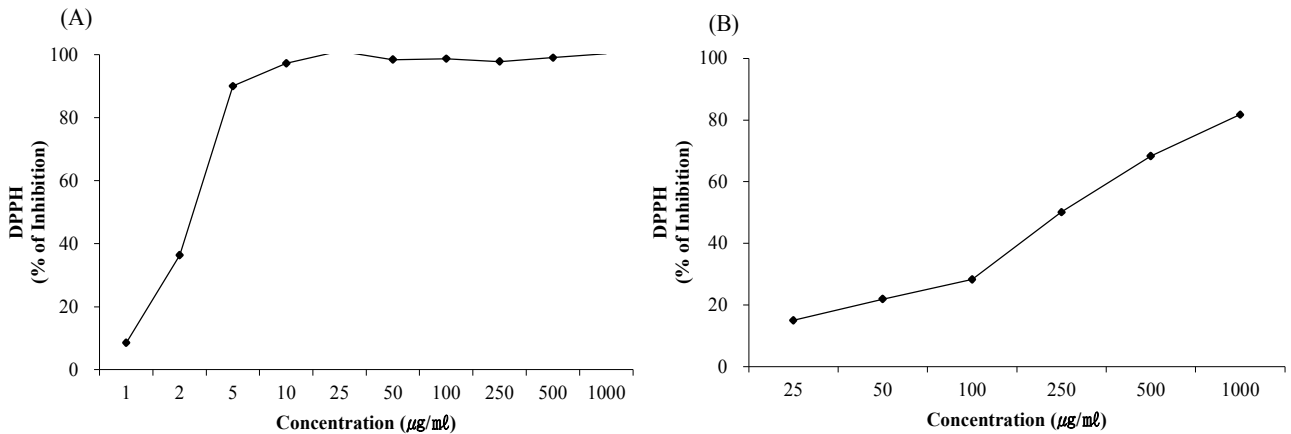 (A)
DPPH
(% of Inhibition)
100
80
60
40
20
0
1 2 5 10 25 50 100 250 500 1000
Concentration (㎍/㎖)
(B)
DPPH
(% of Inhibition)
100
80
60
40
20
0
25 50 100 250 500 1000
Concentration (㎍/㎖)